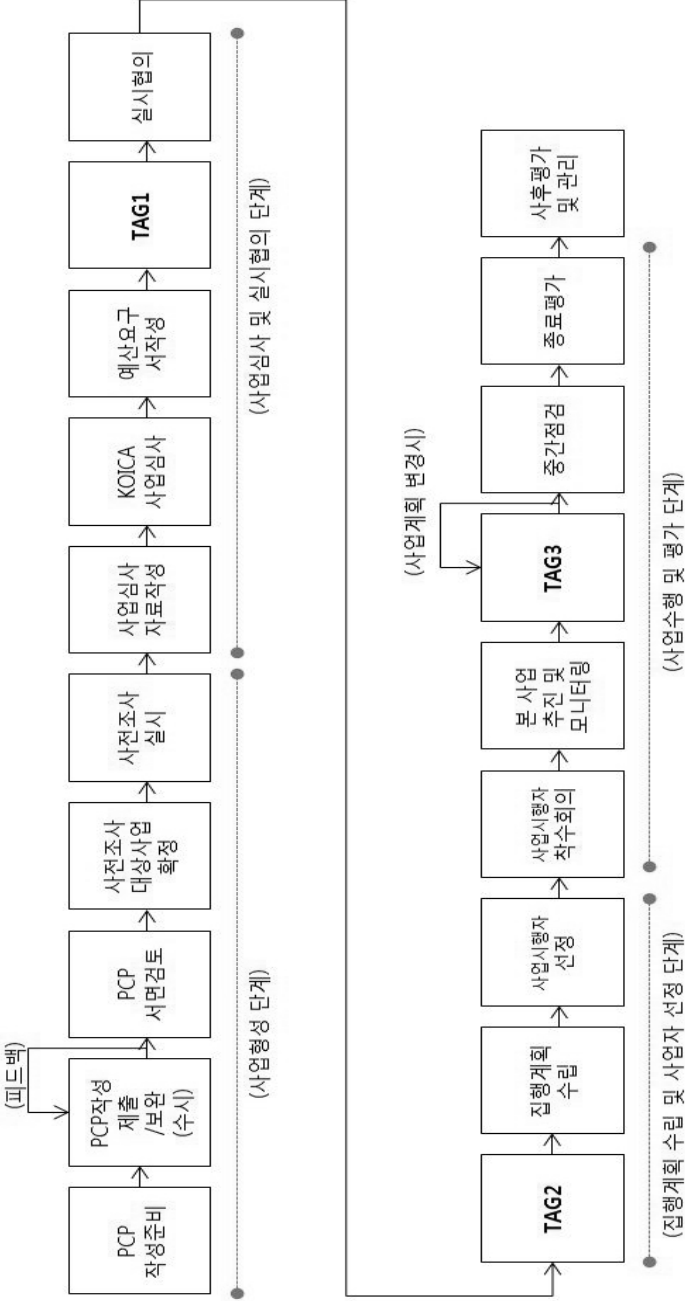 (피드백)
PCP
작성준비
PCP작성
제출
/보완
(수시)
PCP
서면검토
사전조사
대상사업
확정
사전조사
실시
사업심사
자료작성
KOICA
사업심사
예산요구
서작성
TAG1
실시협의
(사업형성 단계)
(사업심사 및 실시협의 단계)
(사업계획 변경시)
TAG2
집행계획
수립
사업시행자
선정
사업시행자
착수회의
본 사업
추진 및
모니터링
TAG3
중간점검
종료평가
사후평가
및 관리
(집행계획 수립 및 사업자 선정 단계)
(사업수행 및 평가 단계)